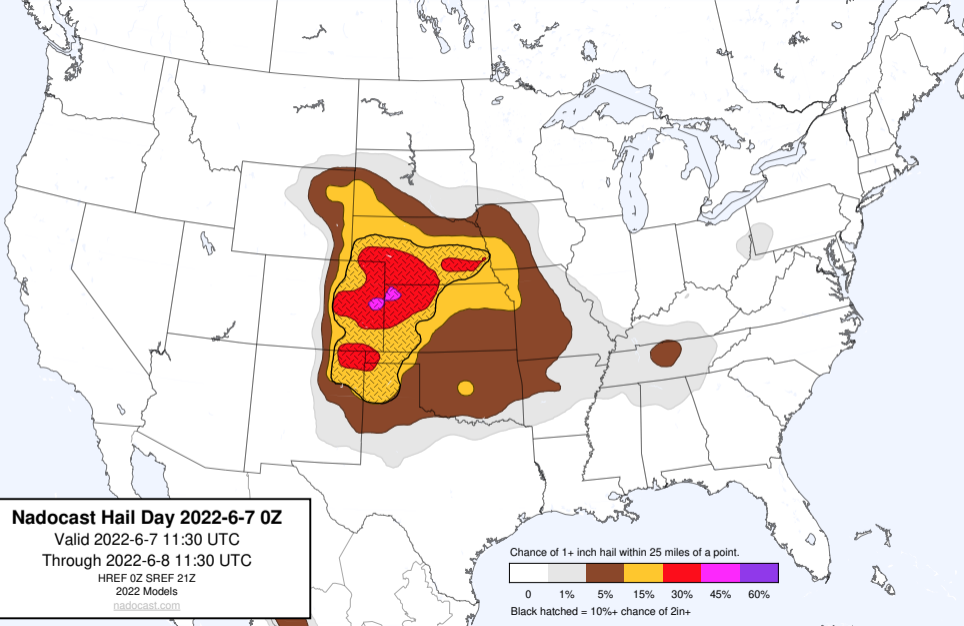 Nadocast Hail Day 2022-6-7 0Z
Valid 2022-6-7 11:30 UTC
Through 2022-6-8 11:30 UTC
HREF 0Z SREF 21Z
2022 Models
nadocast.com
Chance of 1+ inch hail within 25 miles of a point.
0 1% 5% 15% 30% 45% 60%
Black hatched = 10%+ chance of 2in+